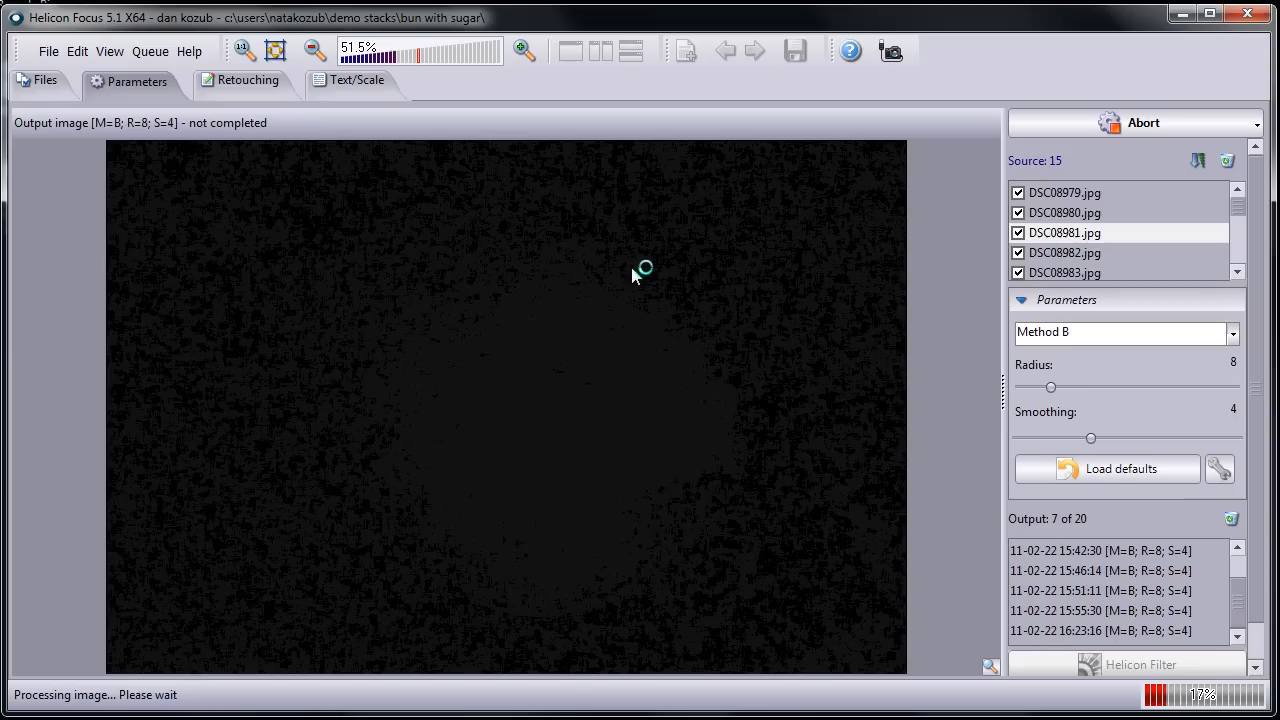 Helicon Focus 5.1 X64 - dan kozub - c:\users\natakozub\demo stacks\bun with sugar\
File Edit View Queue Help
1:1
51.5%
Files Parameters Retouching Text/Scale
Output image [M=B; R=8; S=4] - not completed
Abort
Source: 15
DSC08979.jpg
DSC08980.jpg
DSC08981.jpg
DSC08982.jpg
DSC08983.jpg
Parameters
Method B
Radius: 8
Smoothing: 4
Load defaults
Output: 7 of 20
11-02-22 15:42:30 [M=B; R=8; S=4]
11-02-22 15:46:14 [M=B; R=8; S=4]
11-02-22 15:51:11 [M=B; R=8; S=4]
11-02-22 15:55:30 [M=B; R=8; S=4]
11-02-22 16:23:16 [M=B; R=8; S=4]
Helicon Filter
Processing image... Please wait
17%